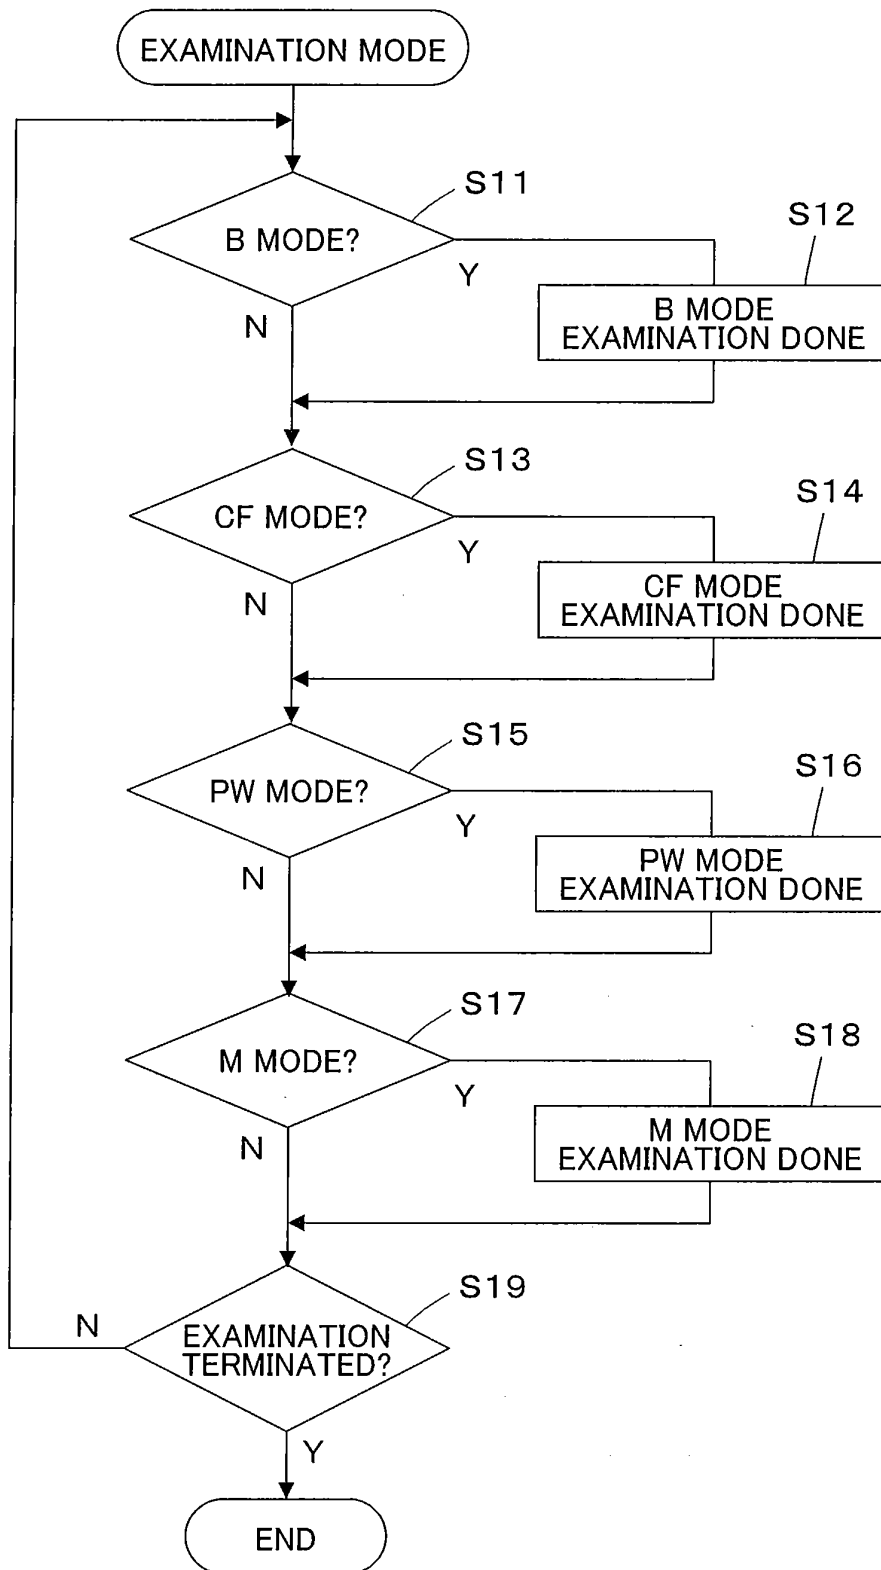 EXAMINATION MODE
S11
B MODE?
Y
N
S12
B MODE
EXAMINATION DONE
S13
CF MODE?
Y
N
S14
CF MODE
EXAMINATION DONE
S15
PW MODE?
Y
N
S16
PW MODE
EXAMINATION DONE
S17
M MODE?
Y
N
S18
M MODE
EXAMINATION DONE
S19
EXAMINATION
TERMINATED?
N
Y
END